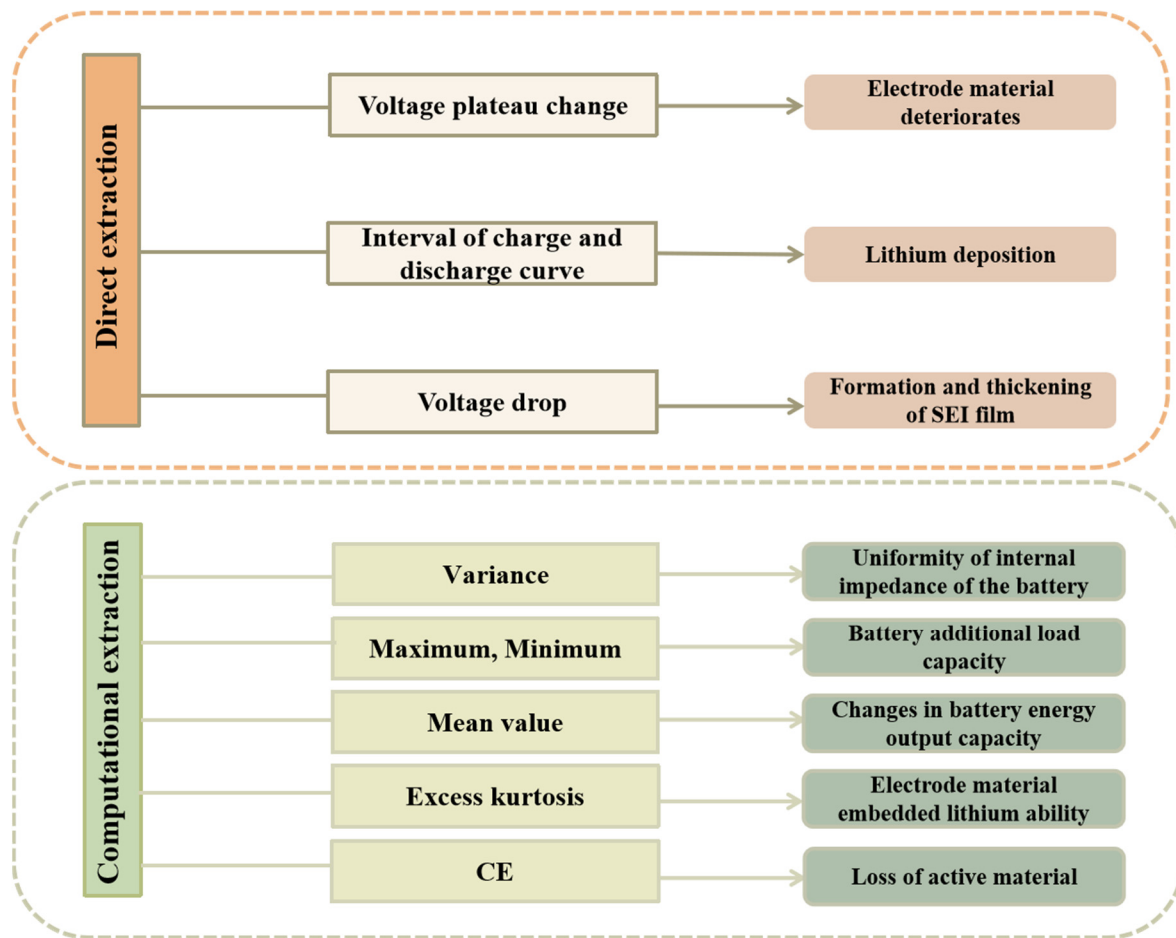 Direct extraction
Voltage plateau change
Electrode material
deteriorates
Interval of charge and
discharge curve
Lithium deposition
Voltage drop
Formation and thickening
of SEI film
Computational extraction
Variance
Uniformity of internal
impedance of the battery
Maximum, Minimum
Battery additional load
capacity
Mean value
Changes in battery energy
output capacity
Excess kurtosis
Electrode material
embedded lithium ability
CE
Loss of active material